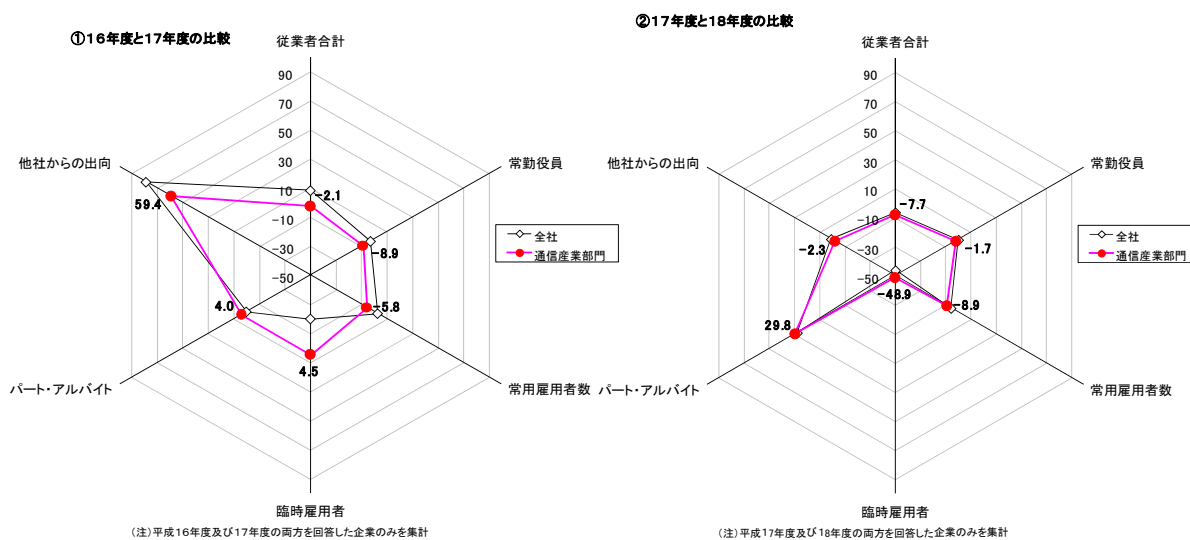 ①16年度と17年度の比較
従業者合計
90
70
50
30
10
-10
-30
-50
他社からの出向
常勤役員
59.4
-2.1
-8.9
全社
通信産業部門
4.0
-5.8
4.5
パート・アルバイト
常用雇用者数
臨時雇用者
(注)平成16年度及び17年度の両方を回答した企業のみを集計
②17年度と18年度の比較
従業者合計
90
70
50
30
10
-10
-30
-50
他社からの出向
常勤役員
-7.7
-2.3
-1.7
全社
通信産業部門
-48.9
-8.9
29.8
パート・アルバイト
常用雇用者数
臨時雇用者
(注)平成17年度及び18年度の両方を回答した企業のみを集計